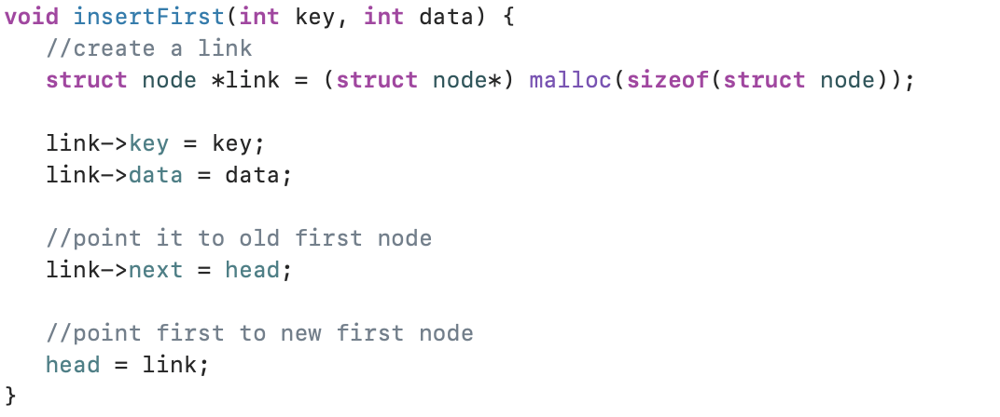 void insertFirst(int key, int data) {
   //create a link
   struct node *link = (struct node*) malloc(sizeof(struct node));

   link->key = key;
   link->data = data;

   //point it to old first node
   link->next = head;

   //point first to new first node
   head = link;
}